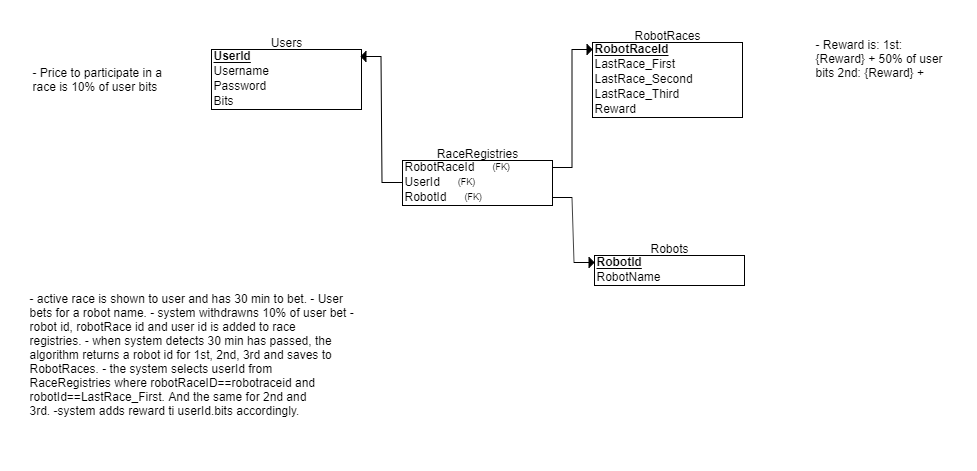 Users
UserId
Username
Password
Bits
- Price to participate in a
race is 10% of user bits
RobotRaces
RobotRaceId
LastRace_First
LastRace_Second
LastRace_Third
Reward
- Reward is: 1st:
{Reward} + 50% of user
bits 2nd: {Reward} +
RaceRegistries
RobotRaceId (FK)
UserId (FK)
RobotId (FK)
Robots
RobotId
RobotName
- active race is shown to user and has 30 min to bet. - User
bets for a robot name. - system withdrawns 10% of user bet -
robot id, robotRace id and user id is added to race
registries. - when system detects 30 min has passed, the
algorithm returns a robot id for 1st, 2nd, 3rd and saves to
RobotRaces. - the system selects userId from
RaceRegistries where robotRaceID==robotraceid and
robotId==LastRace_First. And the same for 2nd and
3rd. -system adds reward ti userId.bits accordingly.